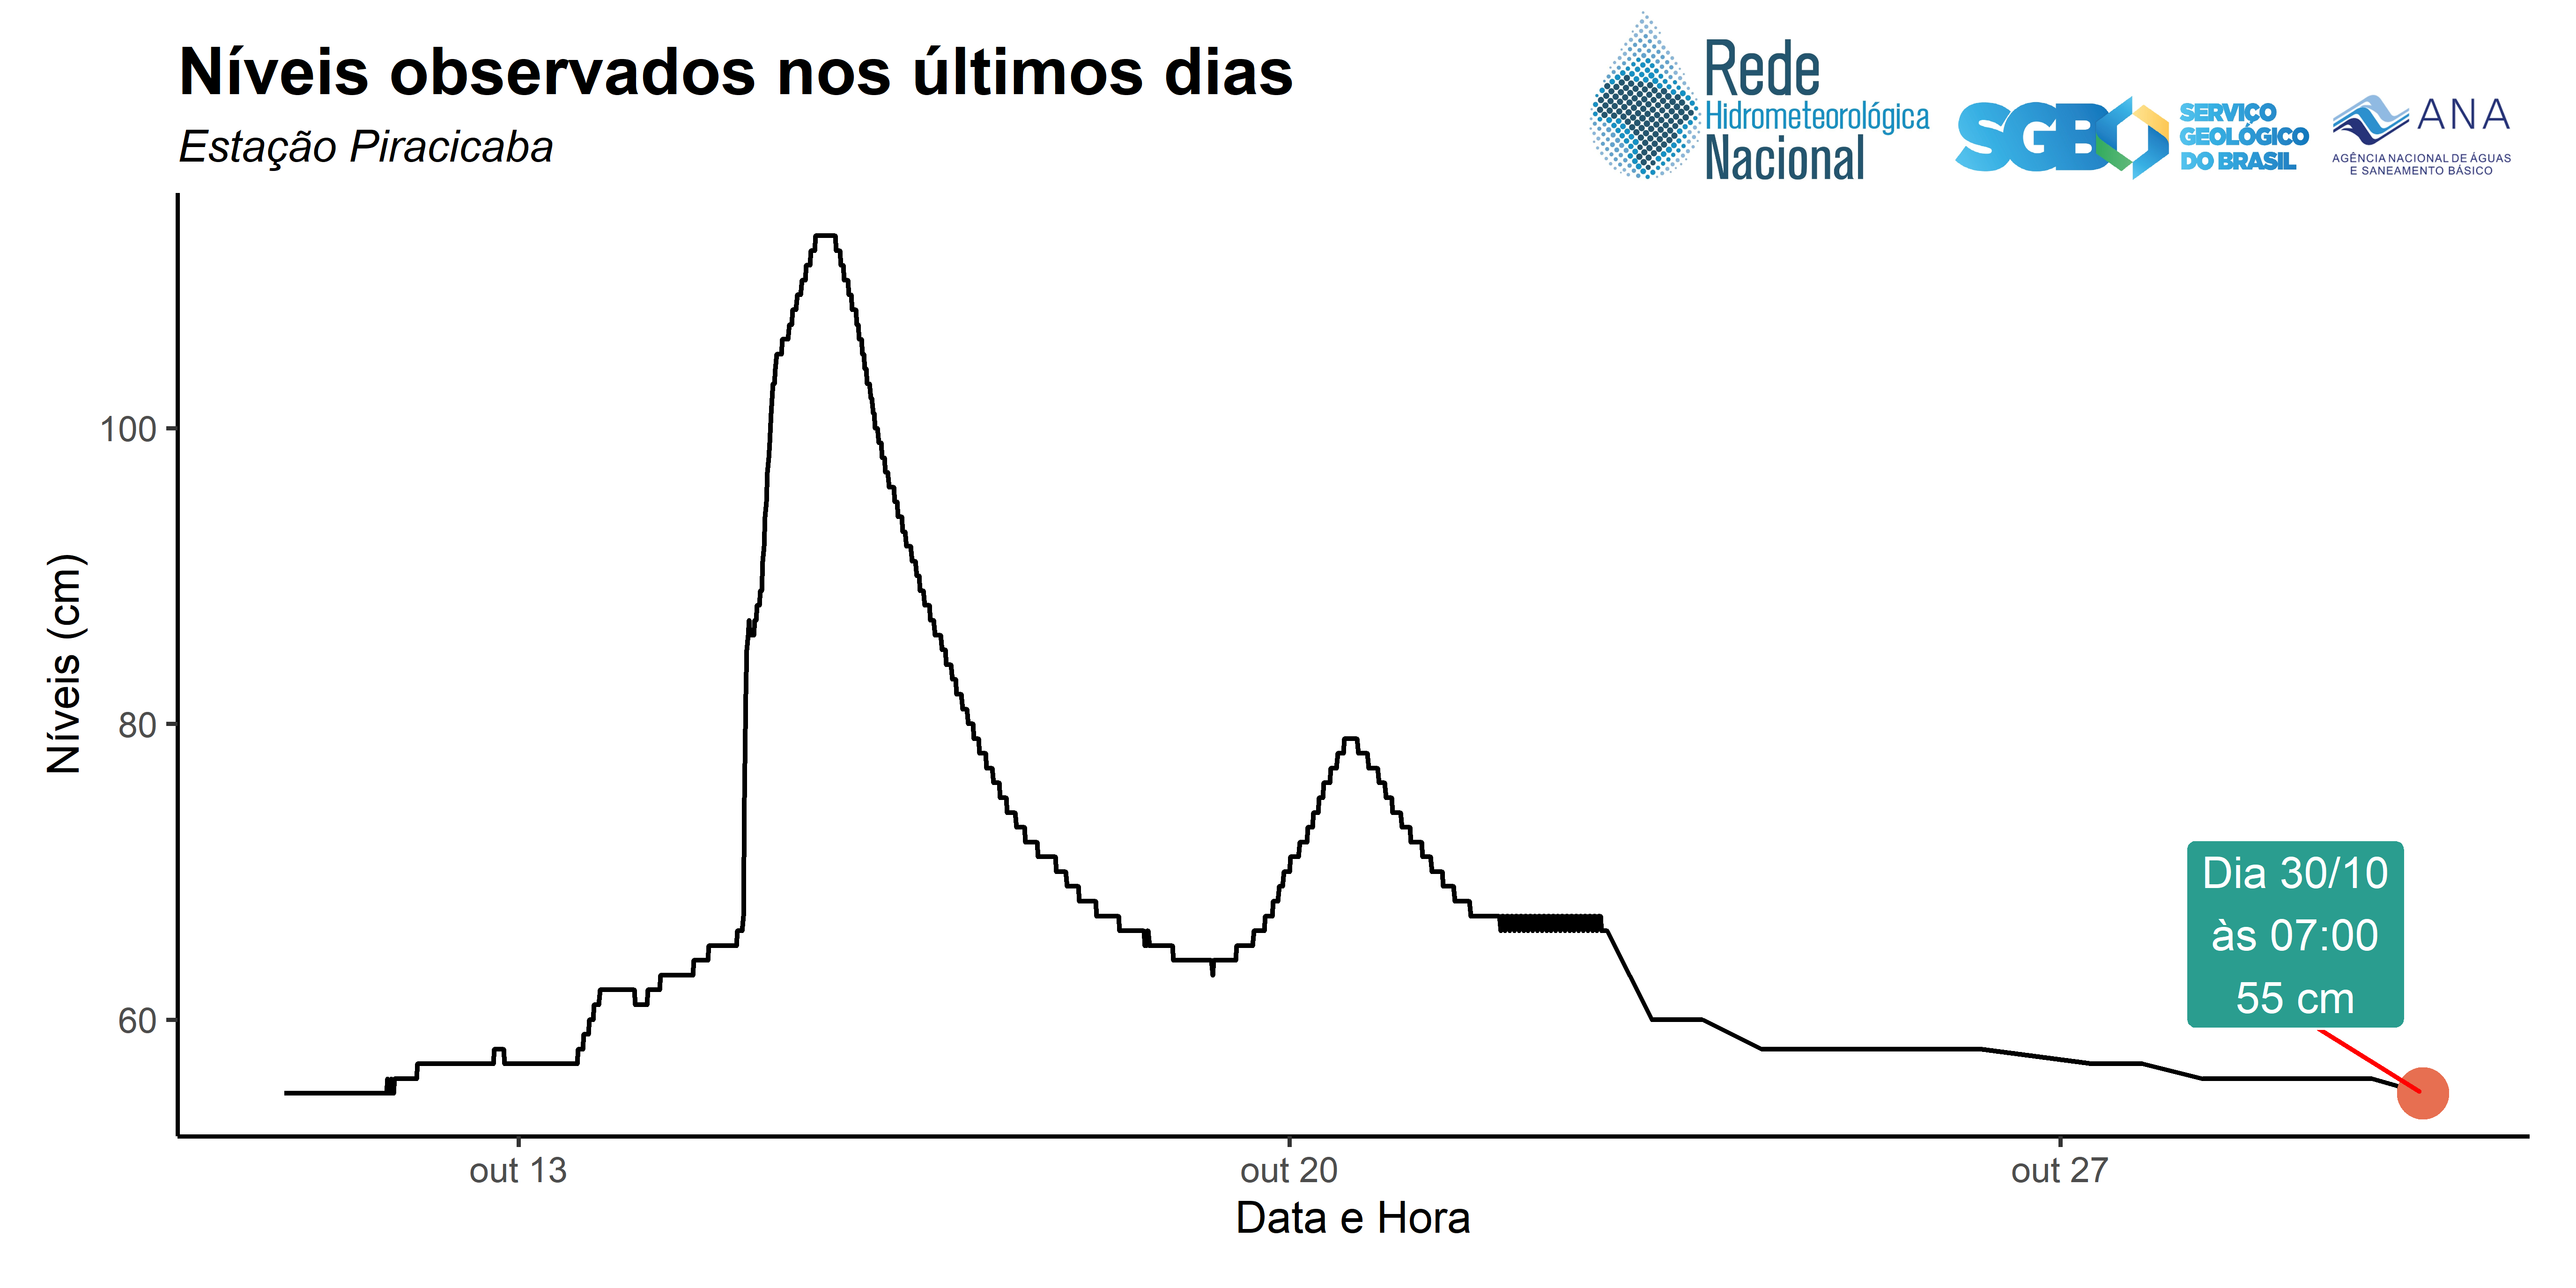 Níveis observados nos últimos dias
Estação Piracicaba
Rede
Hidrometeorológica
Nacional
SGB
SERVIÇO
GEOLÓGICO
DO BRASIL
ANA
AGÊNCIA NACIONAL DE ÁGUAS
E SANEAMENTO BÁSICO
Níveis (cm)
100
80
60
Dia 30/10
às 07:00
55 cm
out 13
out 20
out 27
Data e Hora